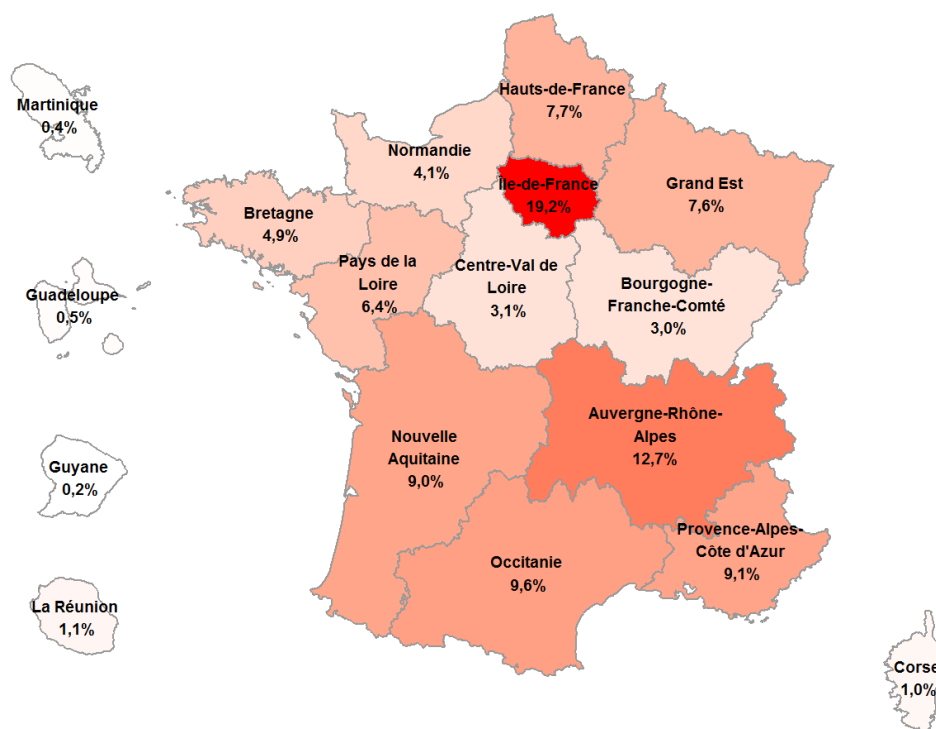 Hauts-de-France
7,7%
Martinique
0,4%
Normandie
4,1%
Île-de-France
19,2%
Grand Est
7,6%
Bretagne
4,9%
Pays de la
Loire
6,4%
Centre-Val de
Loire
3,1%
Bourgogne-
Franche-Comté
3,0%
Guadeloupe
0,5%
Auvergne-Rhône-
Alpes
12,7%
Nouvelle
Aquitaine
9,0%
Guyane
0,2%
Provence-Alpes-
Côte d'Azur
9,1%
Occitanie
9,6%
La Réunion
1,1%
Corse
1,0%